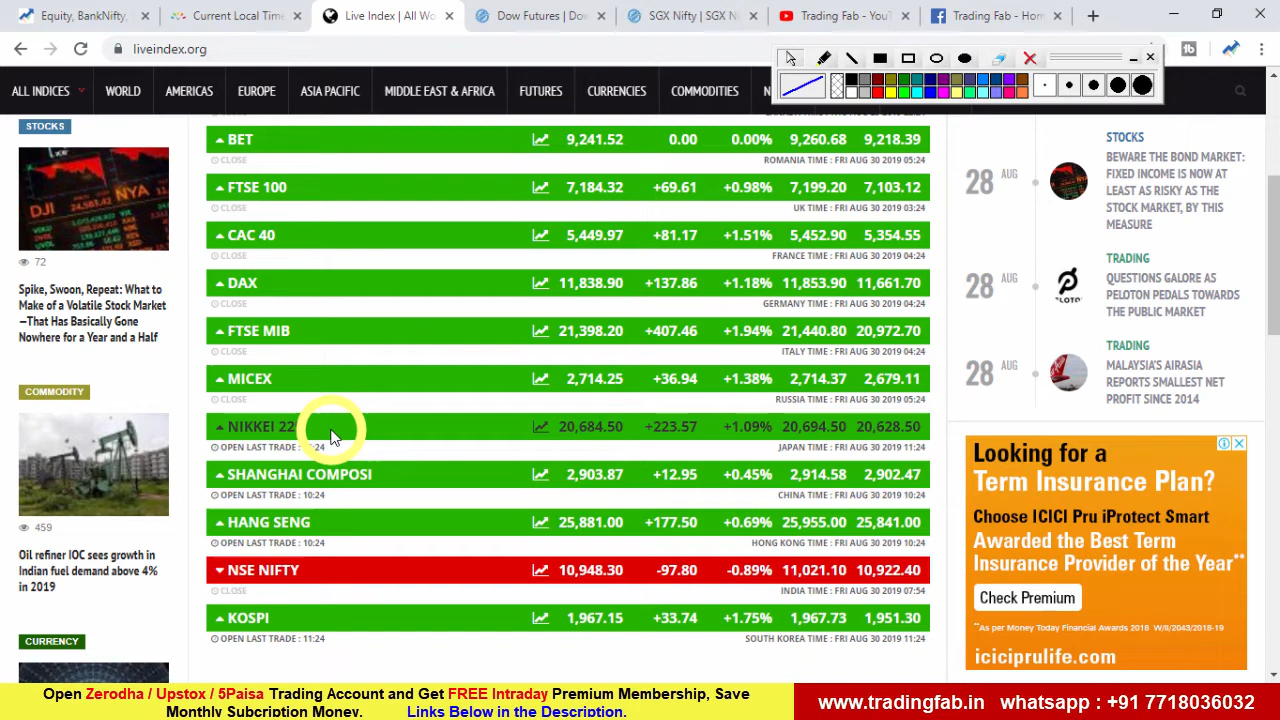 Equity, BankNifty,
Current Local Time
Live Index | All Wo
Dow Futures | Dow
SGX Nifty | SGX N
Trading Fab - YouT
Trading Fab - Hom
liveindex.org
ALL INDICES
WORLD
AMERICAS
EUROPE
ASIA PACIFIC
MIDDLE EAST & AFRICA
FUTURES
CURRENCIES
COMMODITIES
STOCKS
DJI
NYA
72
Spike, Swoon, Repeat: What to
Make of a Volatile Stock Market
—That Has Basically Gone
Nowhere for a Year and a Half
COMMODITY
459
Oil refiner IOC sees growth in
Indian fuel demand above 4%
in 2019
CURRENCY
BET 9,241.52 0.00 0.00% 9,260.68 9,218.39
CLOSE ROMANIA TIME : FRI AUG 30 2019 05:24
FTSE 100 7,184.32 +69.61 +0.98% 7,199.20 7,103.12
CLOSE UK TIME : FRI AUG 30 2019 03:24
CAC 40 5,449.97 +81.17 +1.51% 5,452.90 5,354.55
CLOSE FRANCE TIME : FRI AUG 30 2019 04:24
DAX 11,838.90 +137.86 +1.18% 11,853.90 11,661.70
CLOSE GERMANY TIME : FRI AUG 30 2019 04:24
FTSE MIB 21,398.20 +407.46 +1.94% 21,440.80 20,972.70
CLOSE ITALY TIME : FRI AUG 30 2019 04:24
MICEX 2,714.25 +36.94 +1.38% 2,714.37 2,679.11
CLOSE RUSSIA TIME : FRI AUG 30 2019 05:24
NIKKEI 22 20,684.50 +223.57 +1.09% 20,694.50 20,628.50
OPEN LAST TRADE : JAPAN TIME : FRI AUG 30 2019 11:24
SHANGHAI COMPOSI 2,903.87 +12.95 +0.45% 2,914.58 2,902.47
OPEN LAST TRADE : 10:24 CHINA TIME : FRI AUG 30 2019 10:24
HANG SENG 25,881.00 +177.50 +0.69% 25,955.00 25,841.00
OPEN LAST TRADE : 10:24 HONG KONG TIME : FRI AUG 30 2019 10:24
NSE NIFTY 10,948.30 -97.80 -0.89% 11,021.10 10,922.40
INDIA TIME : FRI AUG 30 2019 07:54
KOSPI 1,967.15 +33.74 +1.75% 1,967.73 1,951.30
OPEN LAST TRADE : 11:24 SOUTH KOREA TIME : FRI AUG 30 2019 11:24
28 AUG
STOCKS
BEWARE THE BOND MARKET:
FIXED INCOME IS NOW AT
LEAST AS RISKY AS THE
STOCK MARKET, BY THIS
MEASURE
28 AUG
TRADING
QUESTIONS GALORE AS
PELOTON PEDALS TOWARDS
THE PUBLIC MARKET
28 AUG
TRADING
MALAYSIA'S AIRASIA
REPORTS SMALLEST NET
PROFIT SINCE 2014
Looking for a
Term Insurance Plan?
Choose ICICI Pru iProtect Smart
Awarded the Best Term
Insurance Provider of the Year**
Check Premium
**As per Money Today Financial Awards 2018 W/II/2043/2018-19
iciciprulife.com
Open Zerodha / Upstox / 5Paisa Trading Account and Get FREE Intraday Premium Membership, Save
Monthly Subcription Money. Links Below in the Description.
www.tradingfab.in whatsapp : +91 7718036032